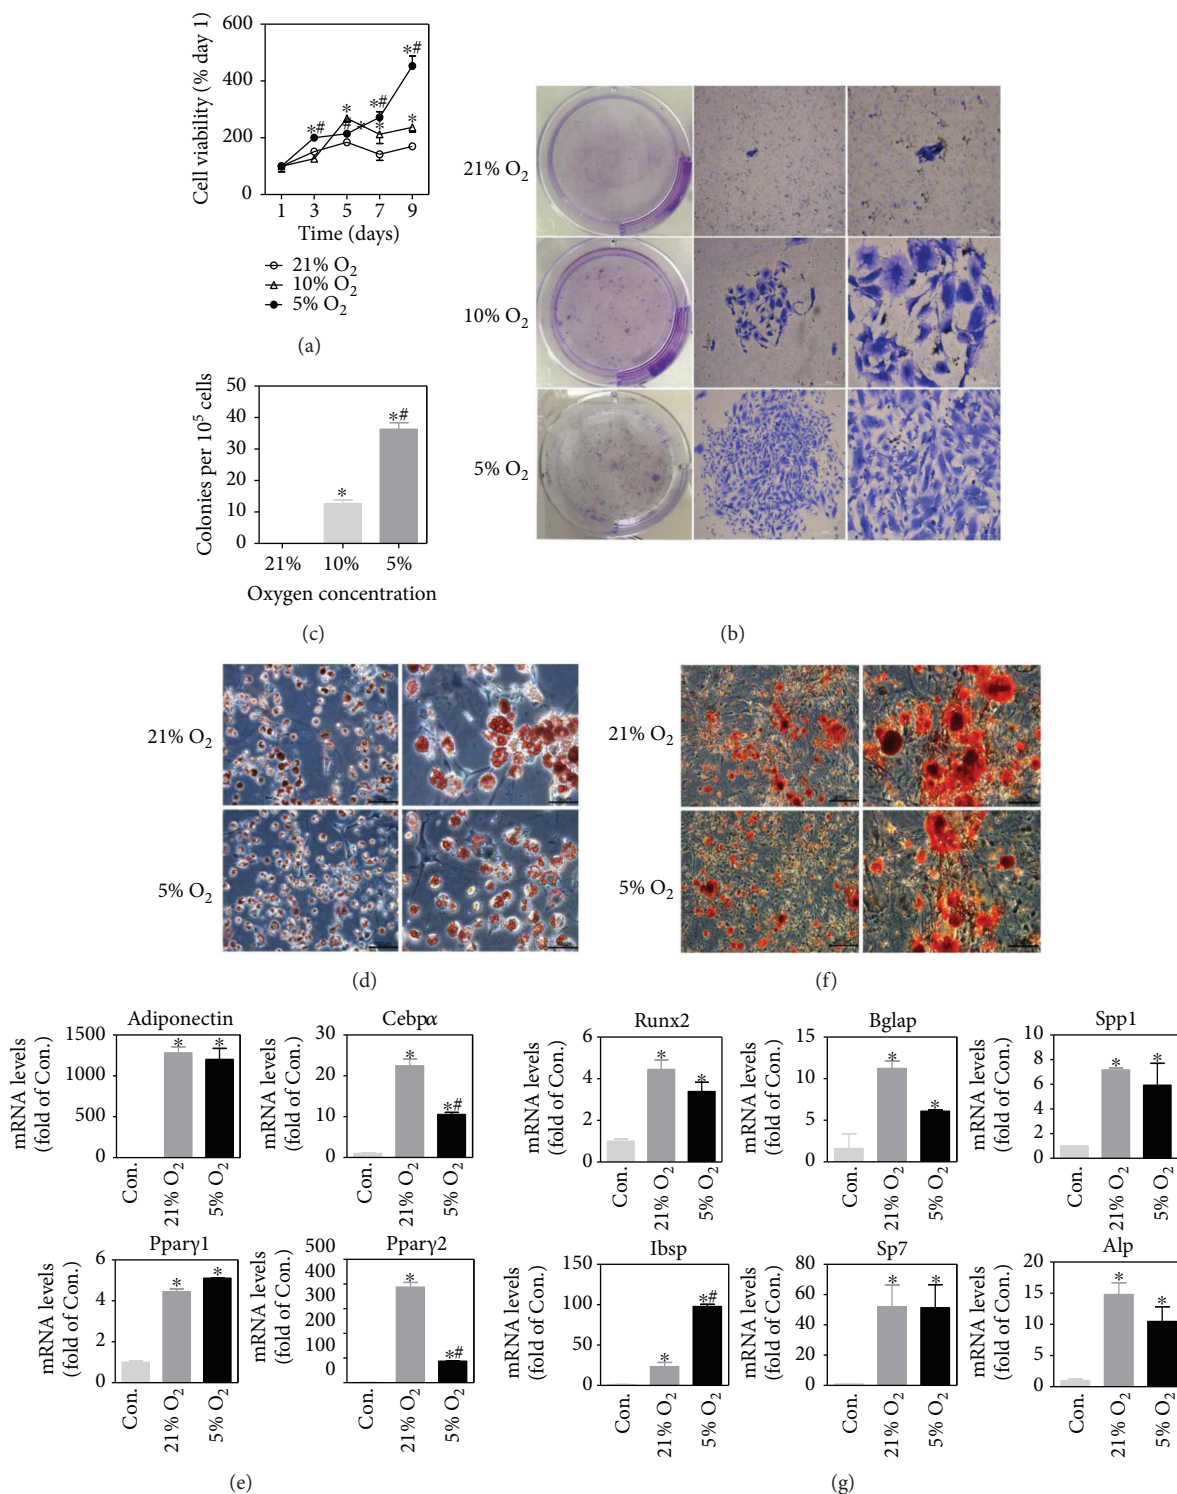 600
400
200
0
Cell viability (% day 1)
*#
*
*#
*#
# *
*
*
1 3 5 7 9
Time (days)
21% O2
10% O2
5% O2
(a)
21% O2
10% O2
5% O2
(b)
50
40
30
20
10
0
Colonies per 10⁵ cells
*
*#
21% 10% 5%
Oxygen concentration
(c)
21% O2
5% O2
(d)
21% O2
5% O2
(f)
Adiponectin
1500
1000
500
0
mRNA levels
(fold of Con.)
* *
Con. 21% O2 5% O2
Cebpα
30
20
10
0
mRNA levels
(fold of Con.)
* *#
Con. 21% O2 5% O2
Pparγ1
6
4
2
0
mRNA levels
(fold of Con.)
* *
Con. 21% O2 5% O2
Pparγ2
500
400
300
200
100
0
mRNA levels
(fold of Con.)
* *#
Con. 21% O2 5% O2
(e)
Runx2
6
4
2
0
mRNA levels
(fold of Con.)
* *
Con. 21% O2 5% O2
Bglap
15
10
5
0
mRNA levels
(fold of Con.)
* *
Con. 21% O2 5% O2
Spp1
10
8
6
4
2
0
mRNA levels
(fold of Con.)
* *
Con. 21% O2 5% O2
Ibsp
150
100
50
0
mRNA levels
(fold of Con.)
* *#
Con. 21% O2 5% O2
Sp7
80
60
40
20
0
mRNA levels
(fold of Con.)
* *
Con. 21% O2 5% O2
Alp
20
15
10
5
0
mRNA levels
(fold of Con.)
* *
Con. 21% O2 5% O2
(g)